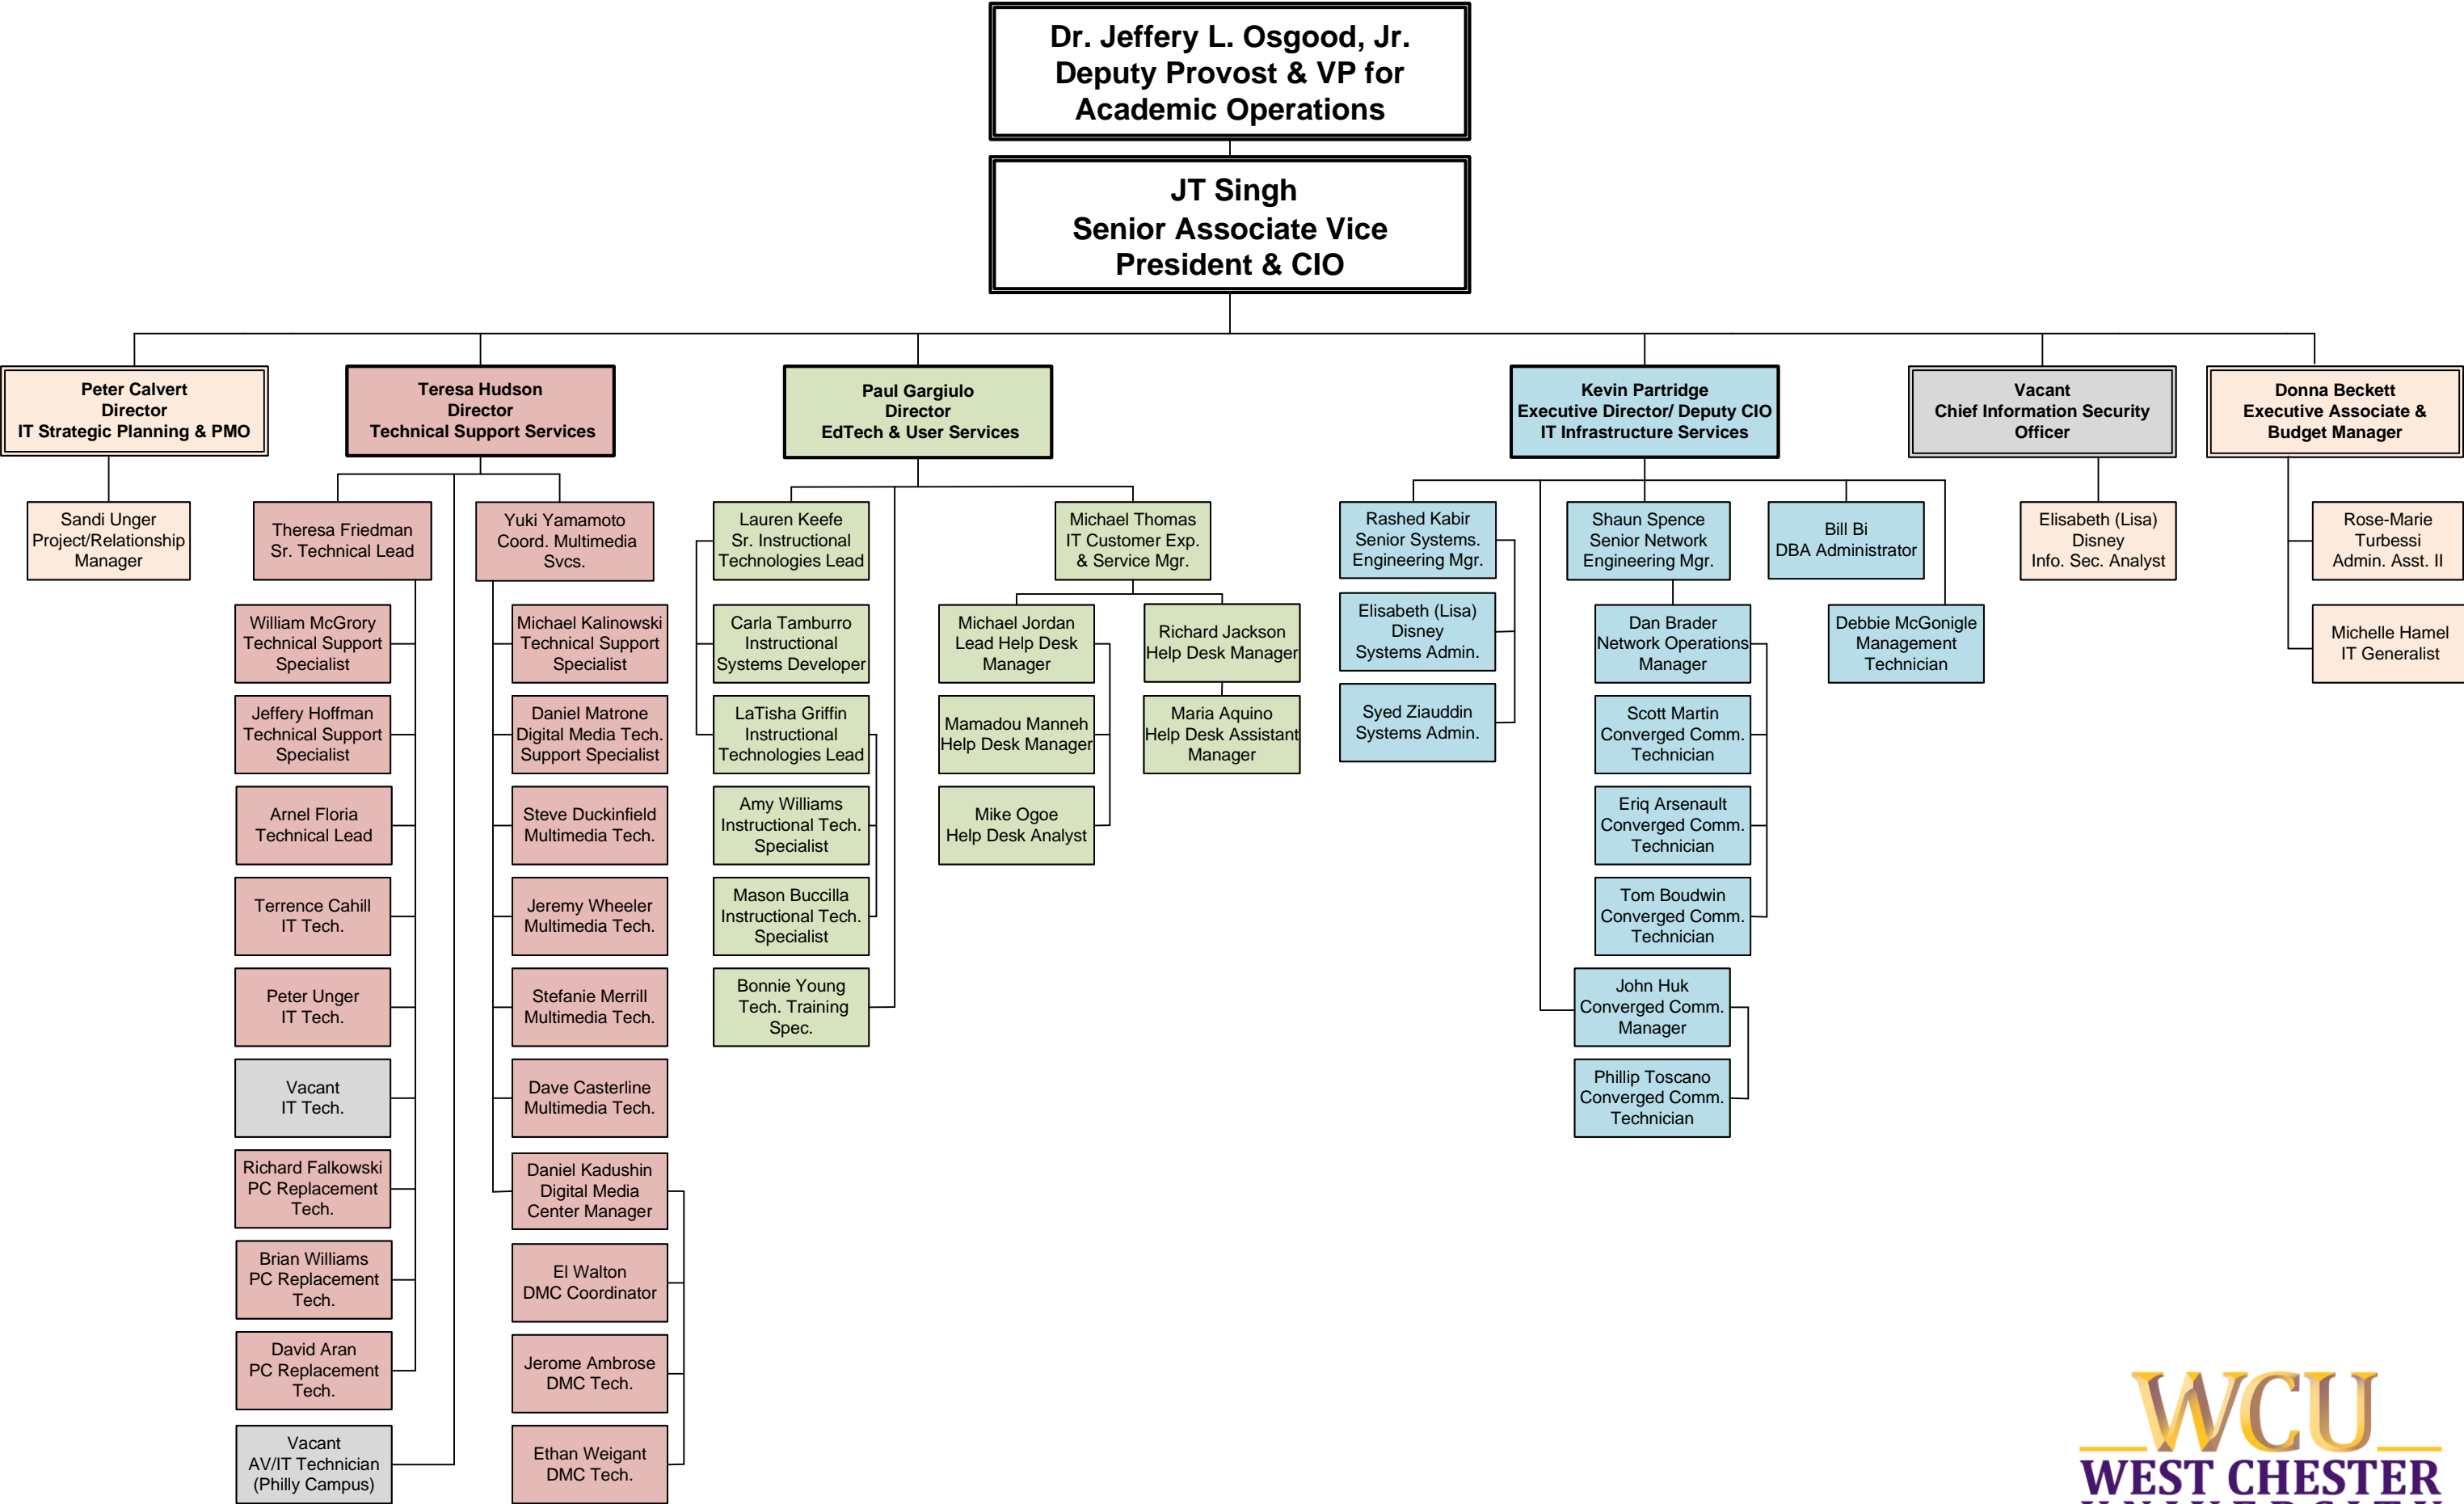 Dr. Jeffery L. Osgood, Jr.
Deputy Provost & VP for
Academic Operations
JT Singh
Senior Associate Vice
President & CIO
Peter Calvert
Director
IT Strategic Planning & PMO
Teresa Hudson
Director
Technical Support Services
Paul Gargiulo
Director
EdTech & User Services
Kevin Partridge
Executive Director/ Deputy CIO
IT Infrastructure Services
Vacant
Chief Information Security
Officer
Donna Beckett
Executive Associate &
Budget Manager
Sandi Unger
Project/Relationship
Manager
Theresa Friedman
Sr. Technical Lead
Yuki Yamamoto
Coord. Multimedia
Svcs.
Lauren Keefe
Sr. Instructional
Technologies Lead
Michael Thomas
IT Customer Exp.
& Service Mgr.
Rashed Kabir
Senior Systems.
Engineering Mgr.
Shaun Spence
Senior Network
Engineering Mgr.
Bill Bi
DBA Administrator
Elisabeth (Lisa)
Disney
Info. Sec. Analyst
Rose-Marie
Turbessi
Admin. Asst. II
William McGrory
Technical Support
Specialist
Michael Kalinowski
Technical Support
Specialist
Carla Tamburro
Instructional
Systems Developer
Michael Jordan
Lead Help Desk
Manager
Richard Jackson
Help Desk Manager
Elisabeth (Lisa)
Disney
Systems Admin.
Dan Brader
Network Operations
Manager
Debbie McGonigle
Management
Technician
Michelle Hamel
IT Generalist
Jeffery Hoffman
Technical Support
Specialist
Daniel Matrone
Digital Media Tech.
Support Specialist
LaTisha Griffin
Instructional
Technologies Lead
Mamadou Manneh
Help Desk Manager
Maria Aquino
Help Desk Assistant
Manager
Syed Ziauddin
Systems Admin.
Scott Martin
Converged Comm.
Technician
Arnel Floria
Technical Lead
Steve Duckinfield
Multimedia Tech.
Amy Williams
Instructional Tech.
Specialist
Mike Ogoe
Help Desk Analyst
Eriq Arsenault
Converged Comm.
Technician
Terrence Cahill
IT Tech.
Jeremy Wheeler
Multimedia Tech.
Mason Buccilla
Instructional Tech.
Specialist
Tom Boudwin
Converged Comm.
Technician
Peter Unger
IT Tech.
Stefanie Merrill
Multimedia Tech.
Bonnie Young
Tech. Training
Spec.
John Huk
Converged Comm.
Manager
Vacant
IT Tech.
Dave Casterline
Multimedia Tech.
Phillip Toscano
Converged Comm.
Technician
Richard Falkowski
PC Replacement
Tech.
Daniel Kadushin
Digital Media
Center Manager
Brian Williams
PC Replacement
Tech.
El Walton
DMC Coordinator
David Aran
PC Replacement
Tech.
Jerome Ambrose
DMC Tech.
Vacant
AV/IT Technician
(Philly Campus)
Ethan Weigant
DMC Tech.
WCU
WEST CHESTER